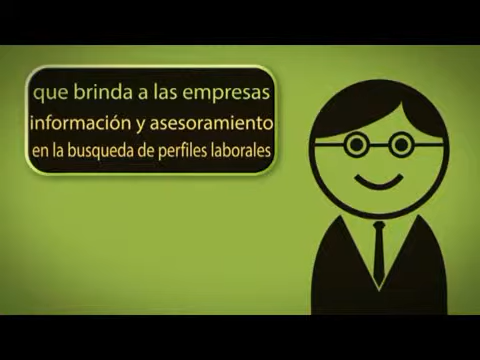 que brinda a las empresas
información y asesoramiento
en la busqueda de perfiles laborales